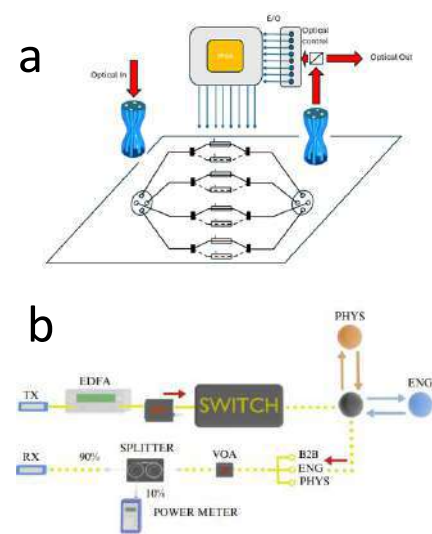 a
E/O
Optical
control
Optical In
Optical Out
b
PHYS
ENG
EDFA
TX
SWITCH
SPLITTER
VOA
B2B
ENG
PHYS
RX
90%
10%
POWER METER